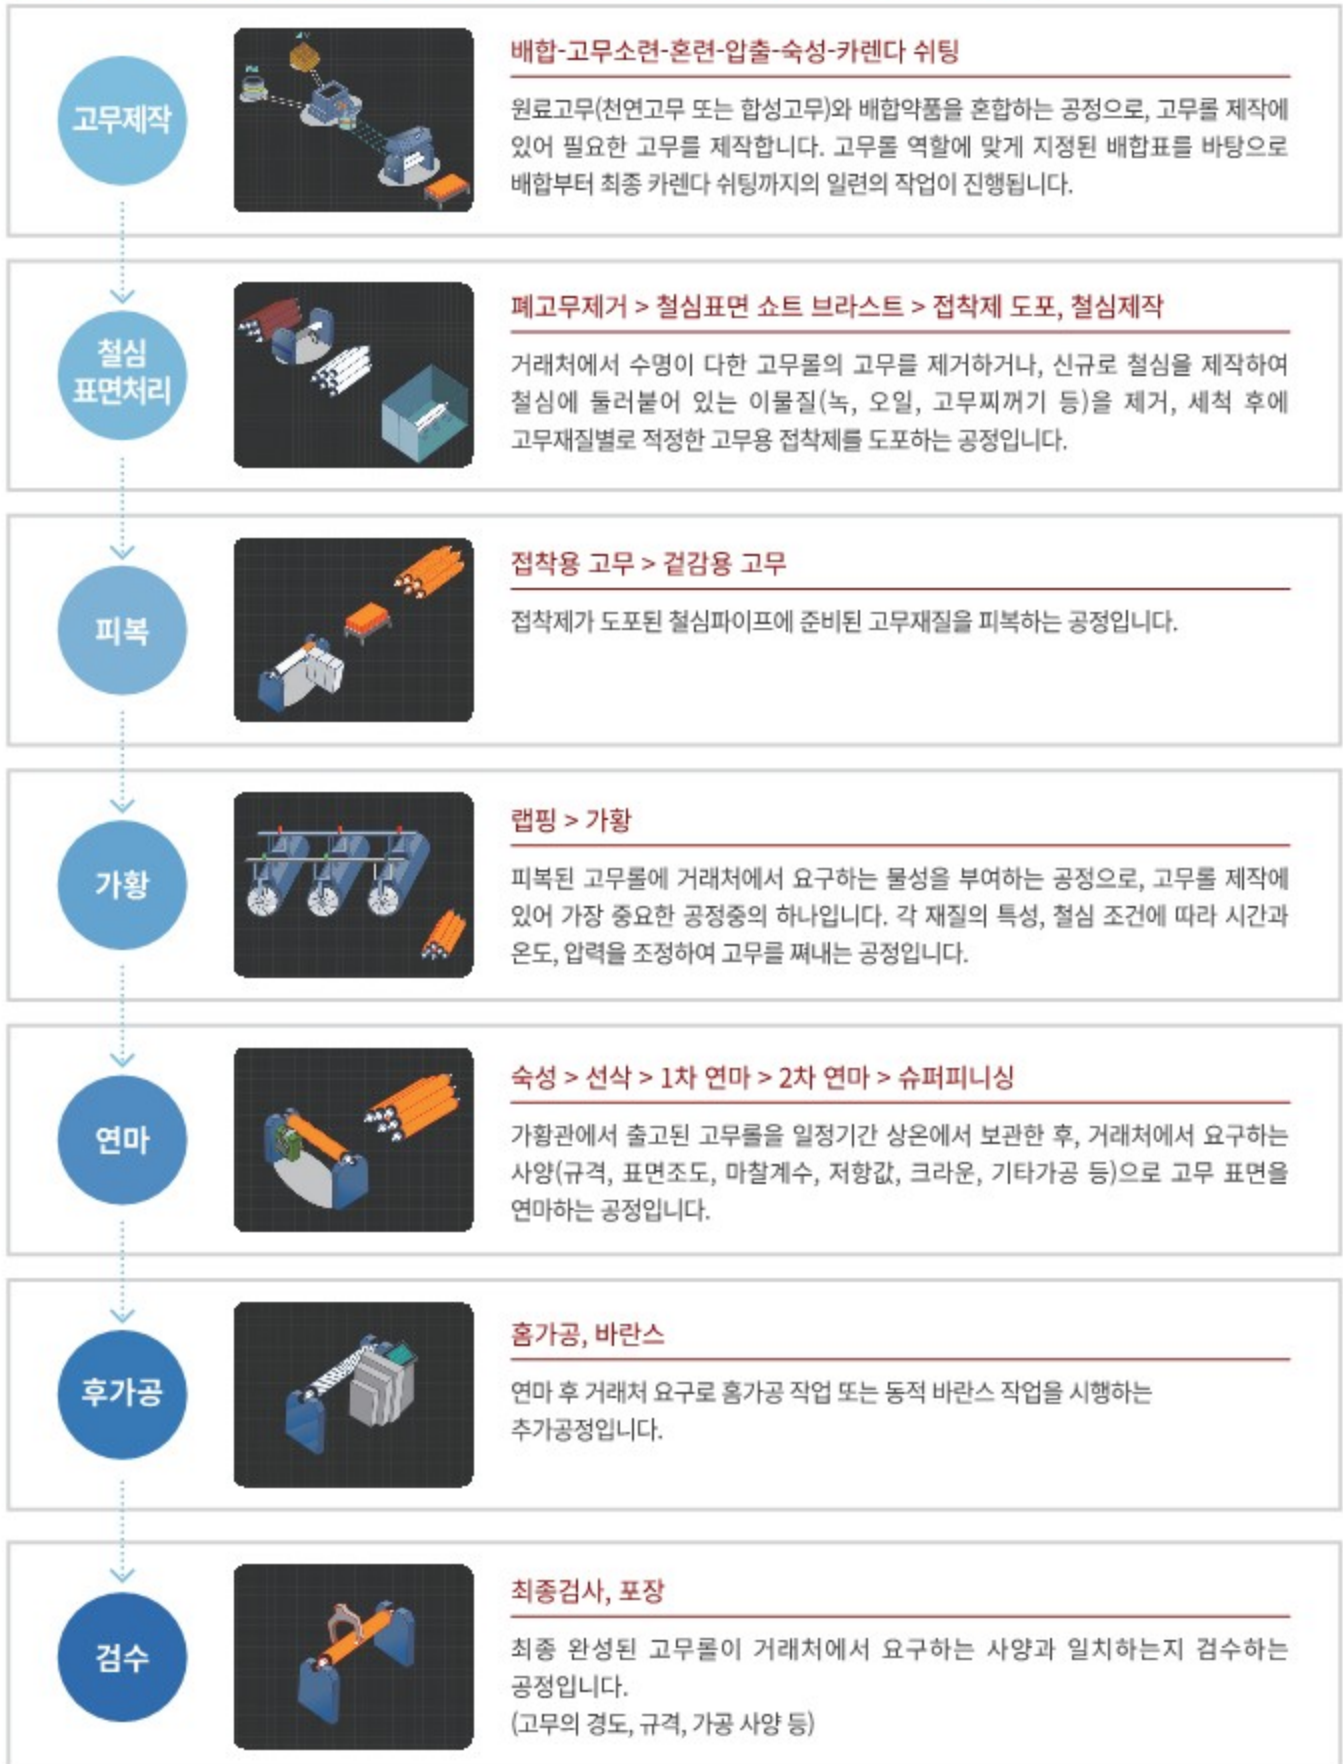 고무제작
배합-고무소련-혼련-압출-숙성-카렌다 쉬팅
원료고무(천연고무 또는 합성고무)와 배합약품을 혼합하는 공정으로, 고무롤 제작에
있어 필요한 고무를 제작합니다. 고무롤 역할에 맞게 지정된 배합표를 바탕으로
배합부터 최종 카렌다 쉬팅까지의 일련의 작업이 진행됩니다.
철심
표면처리
폐고무제거 > 철심표면 쇼트 브라스트 > 접착제 도포, 철심제작
거래처에서 수명이 다한 고무롤의 고무를 제거하거나, 신규로 철심을 제작하여
철심에 둘러붙어 있는 이물질(녹, 오일, 고무찌꺼기 등)을 제거, 세척 후에
고무재질별로 적정한 고무용 접착제를 도포하는 공정입니다.
피복
접착용 고무 > 겉감용 고무
접착제가 도포된 철심파이프에 준비된 고무재질을 피복하는 공정입니다.
가황
랩핑 > 가황
피복된 고무롤에 거래처에서 요구하는 물성을 부여하는 공정으로, 고무롤 제작에
있어 가장 중요한 공정중의 하나입니다. 각 재질의 특성, 철심 조건에 따라 시간과
온도, 압력을 조정하여 고무를 쪄내는 공정입니다.
연마
숙성 > 선삭 > 1차 연마 > 2차 연마 > 슈퍼피니싱
가황관에서 출고된 고무롤을 일정기간 상온에서 보관한 후, 거래처에서 요구하는
사양(규격, 표면조도, 마찰계수, 저항값, 크라운, 기타가공 등)으로 고무 표면을
연마하는 공정입니다.
후가공
홈가공, 바란스
연마 후 거래처 요구로 홈가공 작업 또는 동적 바란스 작업을 시행하는
추가공정입니다.
검수
최종검사, 포장
최종 완성된 고무롤이 거래처에서 요구하는 사양과 일치하는지 검수하는
공정입니다.
(고무의 경도, 규격, 가공 사양 등)